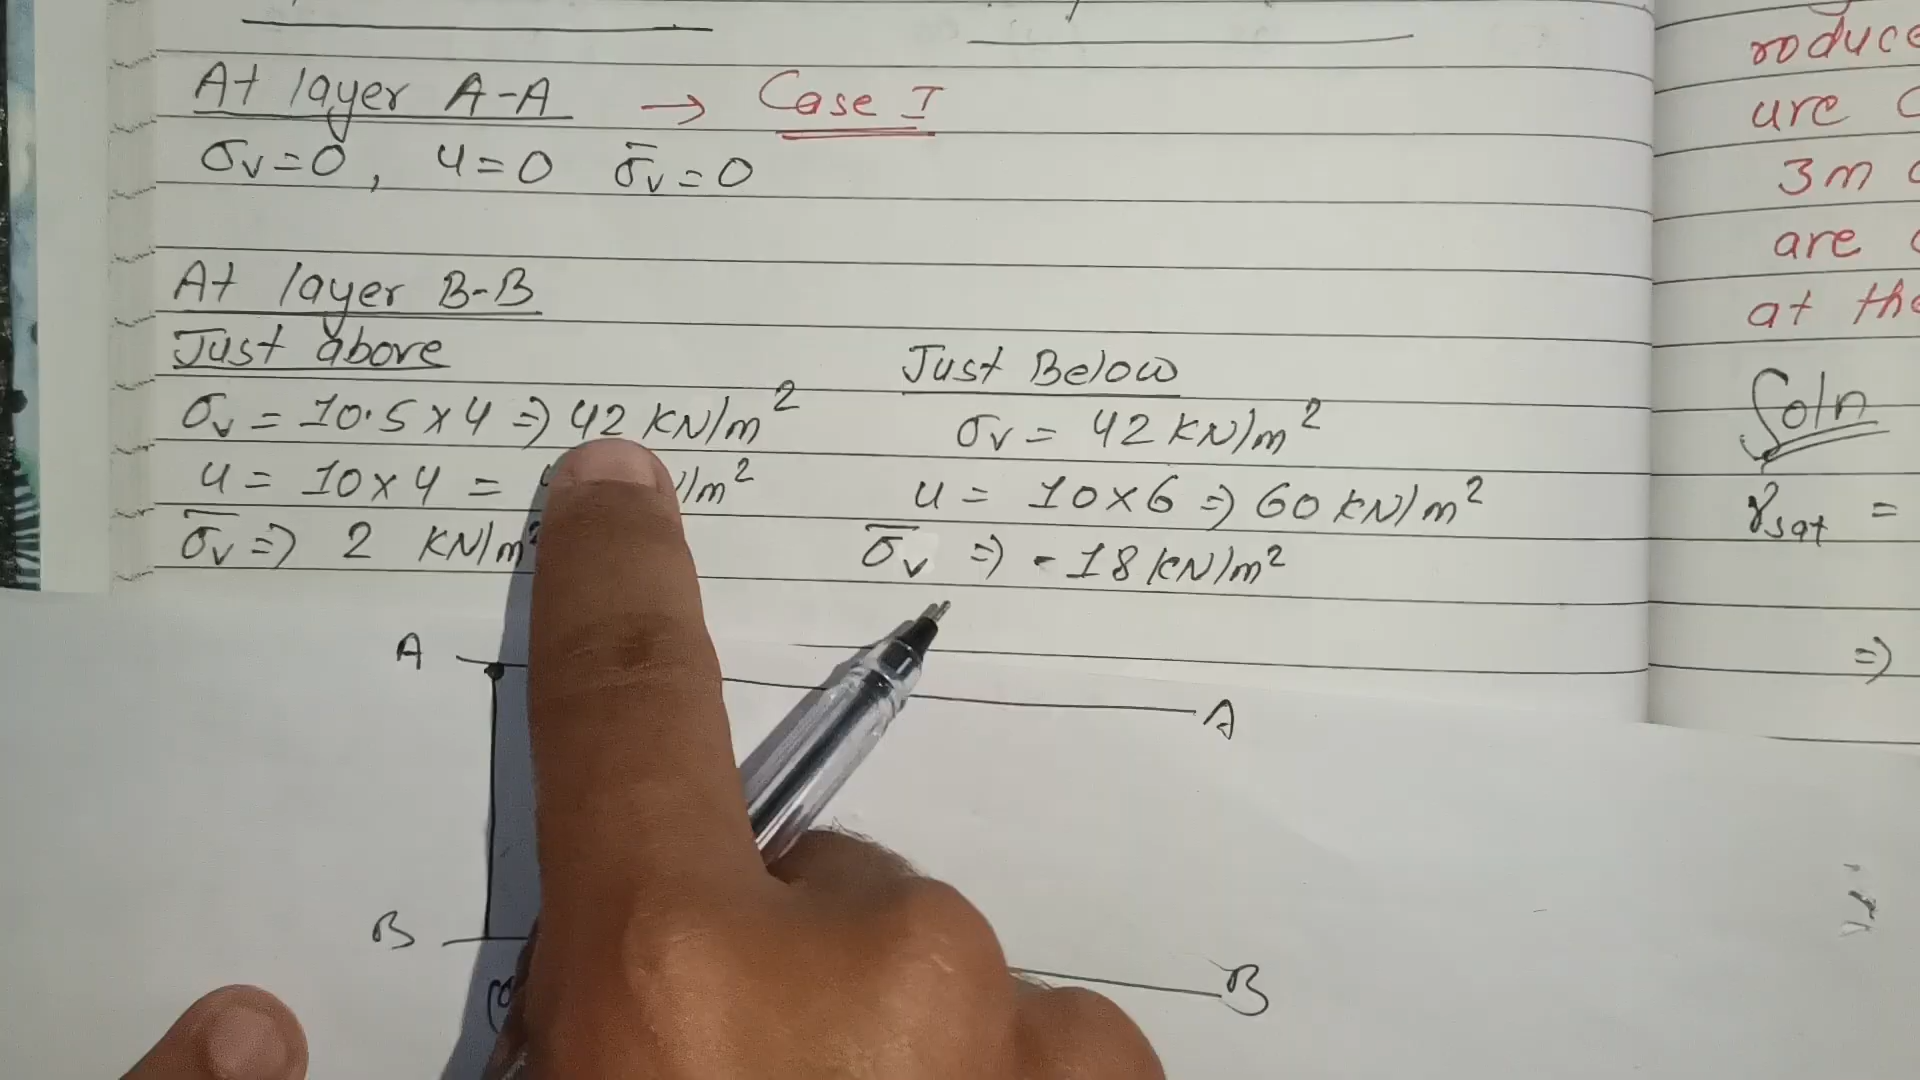 At layer A-A → Case I
σv = 0, u = 0 σ̄v = 0
At layer B-B
Just above
σv = 10.5 x 4 ⇒ 42 KN/m²
u = 10 x 4 = /m²
σ̄v ⇒ 2 KN/m²
Just Below
σv = 42 KN/m²
u = 10 x 6 ⇒ 60 KN/m²
σ̄v ⇒ -18 KN/m²
A A
B B
ure
3m
are
at the
Soln
γsat =
⇒